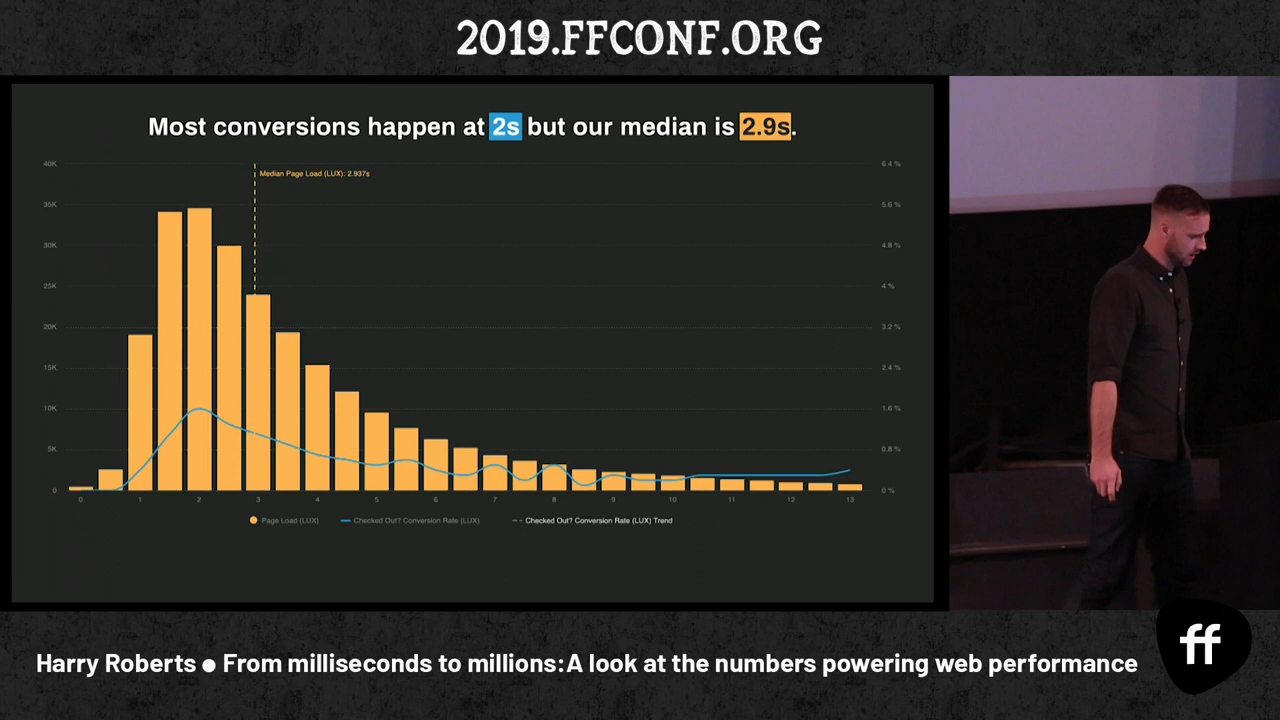 2019.FFCONF.ORG
Most conversions happen at 2s but our median is 2.9s.
Median Page Load (LUX): 2.937s
40K
35K
30K
25K
20K
15K
10K
5K
0
6.4 %
5.6 %
4.8 %
4 %
3.2 %
2.4 %
1.6 %
0.8 %
0 %
0 1 2 3 4 5 6 7 8 9 10 11 12 13
Page Load (LUX) Checked Out? Conversion Rate (LUX) Checked Out? Conversion Rate (LUX) Trend
Harry Roberts ● From milliseconds to millions:A look at the numbers powering web performance
ff